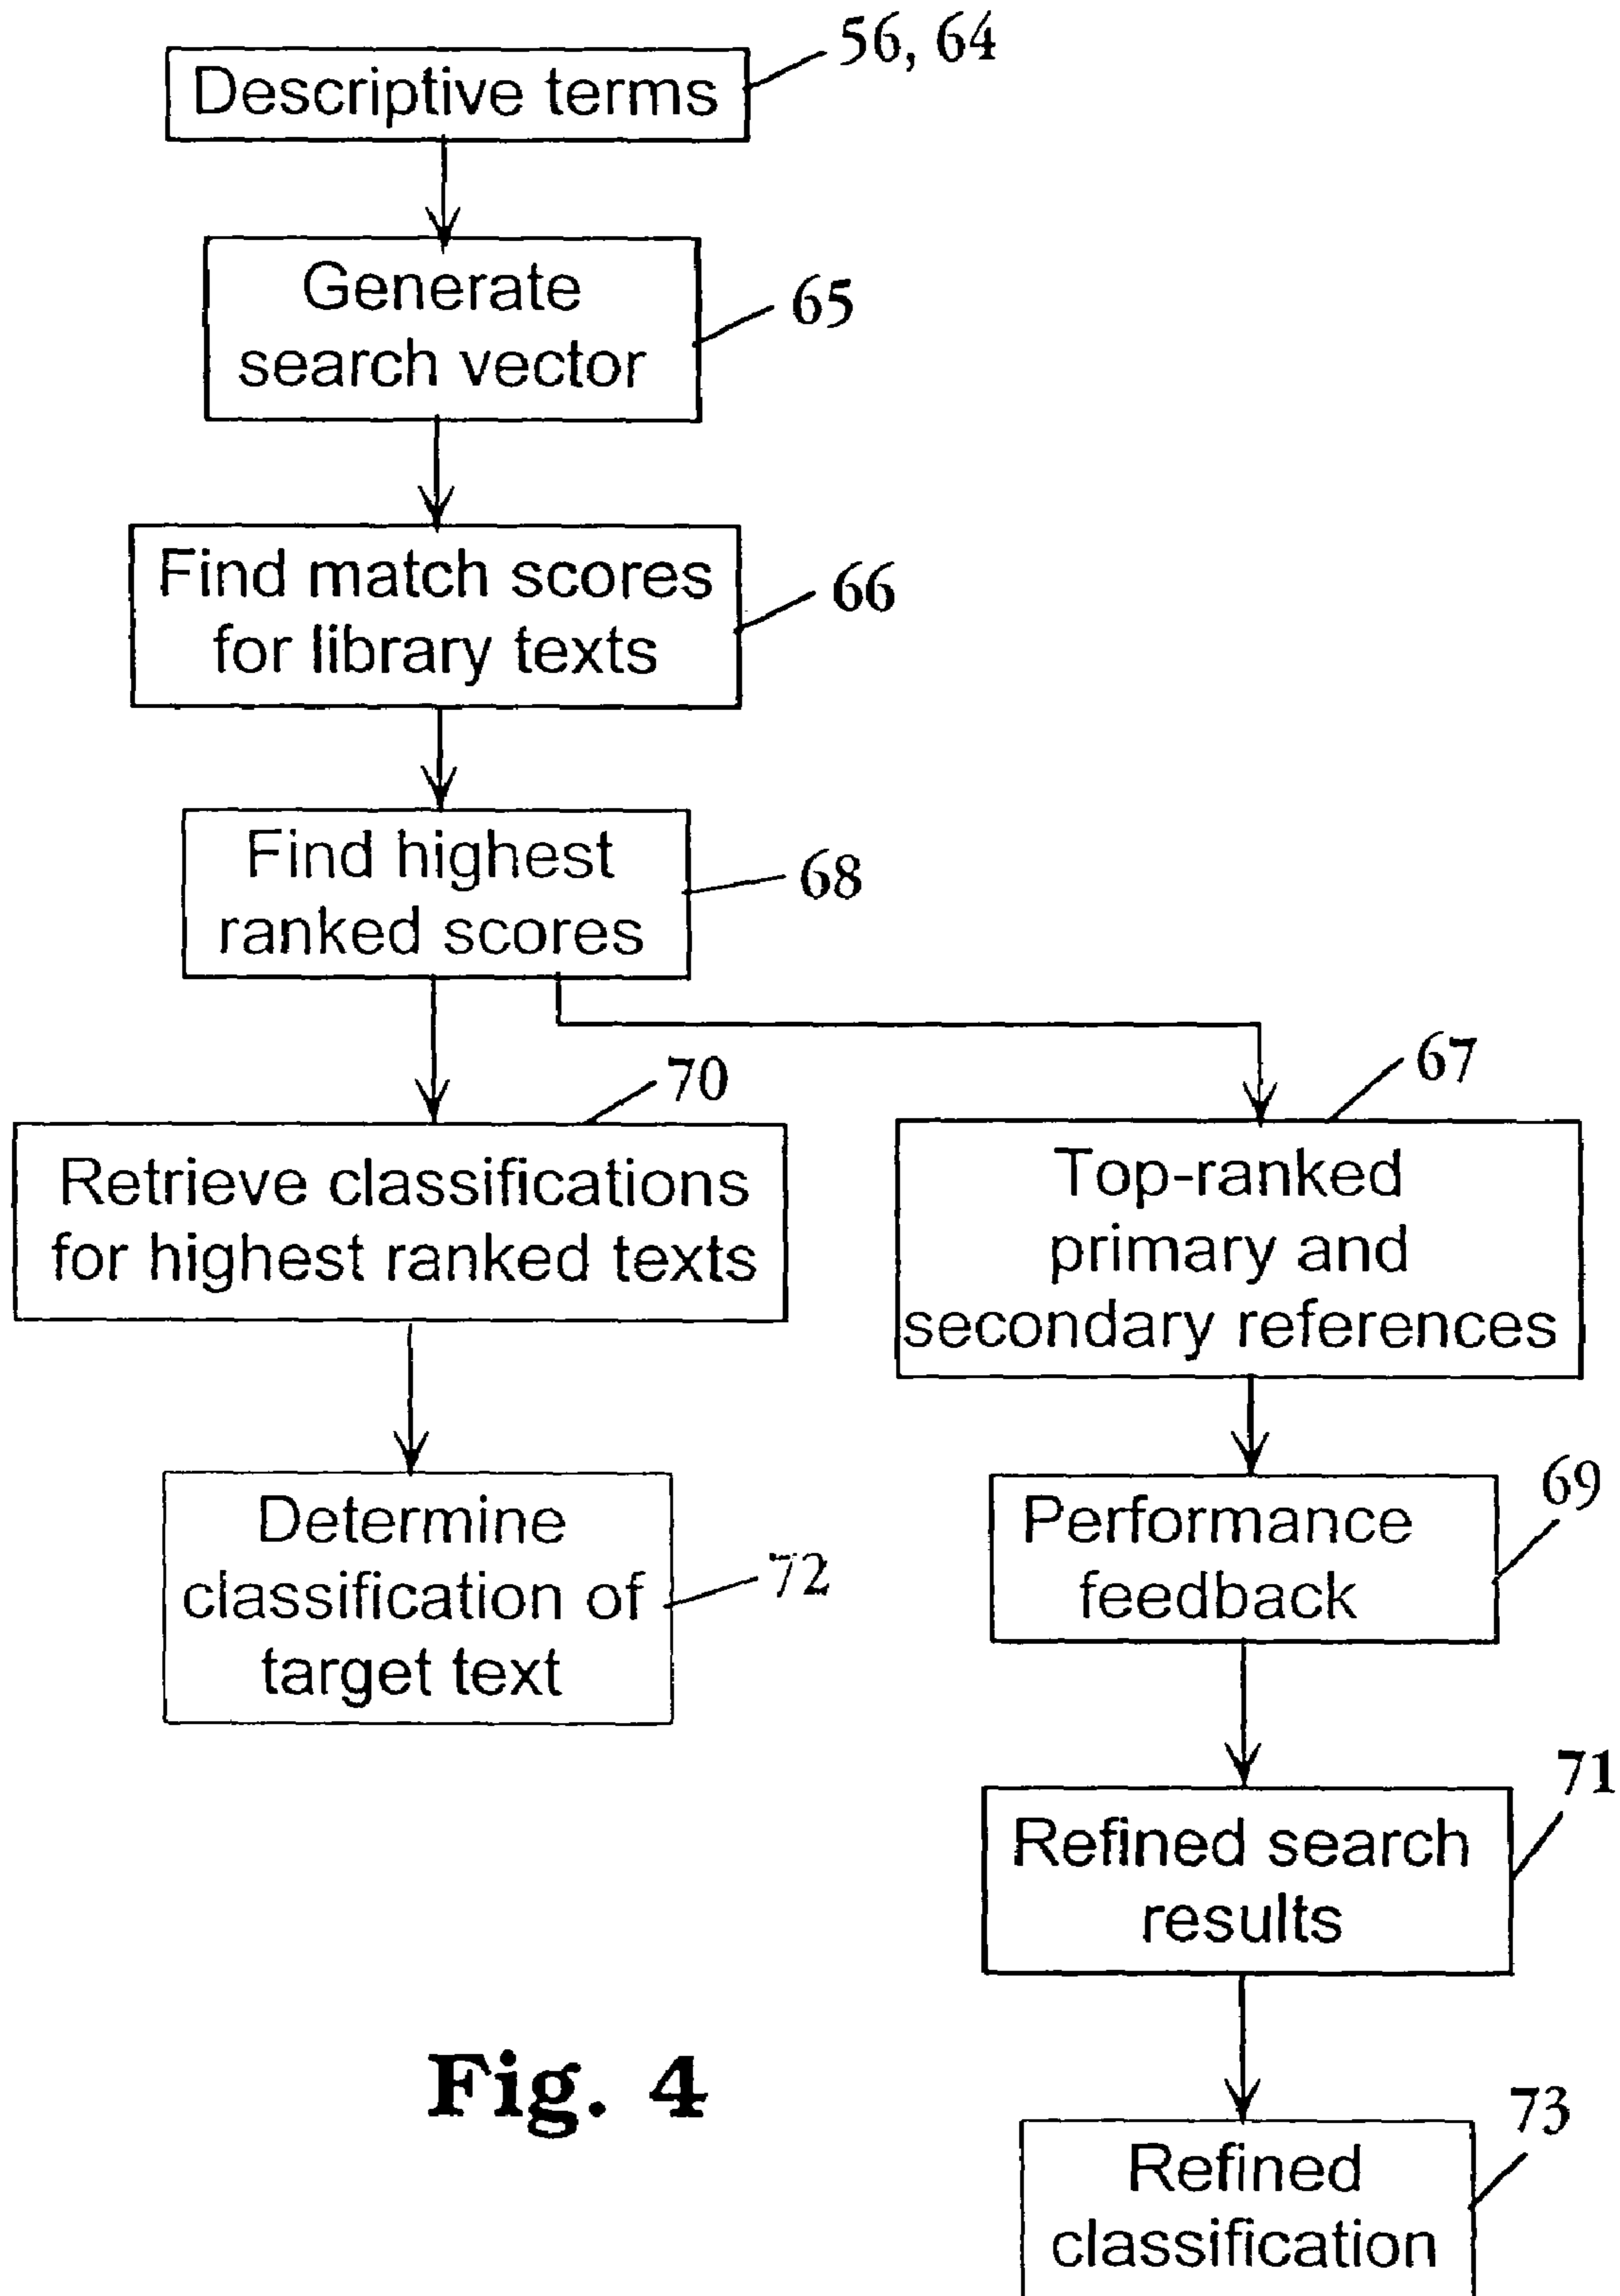 56, 64
Descriptive terms
Generate
search vector
65
Find match scores
for library texts
66
Find highest
ranked scores
68
70
Retrieve classifications
for highest ranked texts
67
Top-ranked
primary and
secondary references
Determine
classification of
target text
72
69
Performance
feedback
71
Refined search
results
73
Refined
classification
Fig. 4